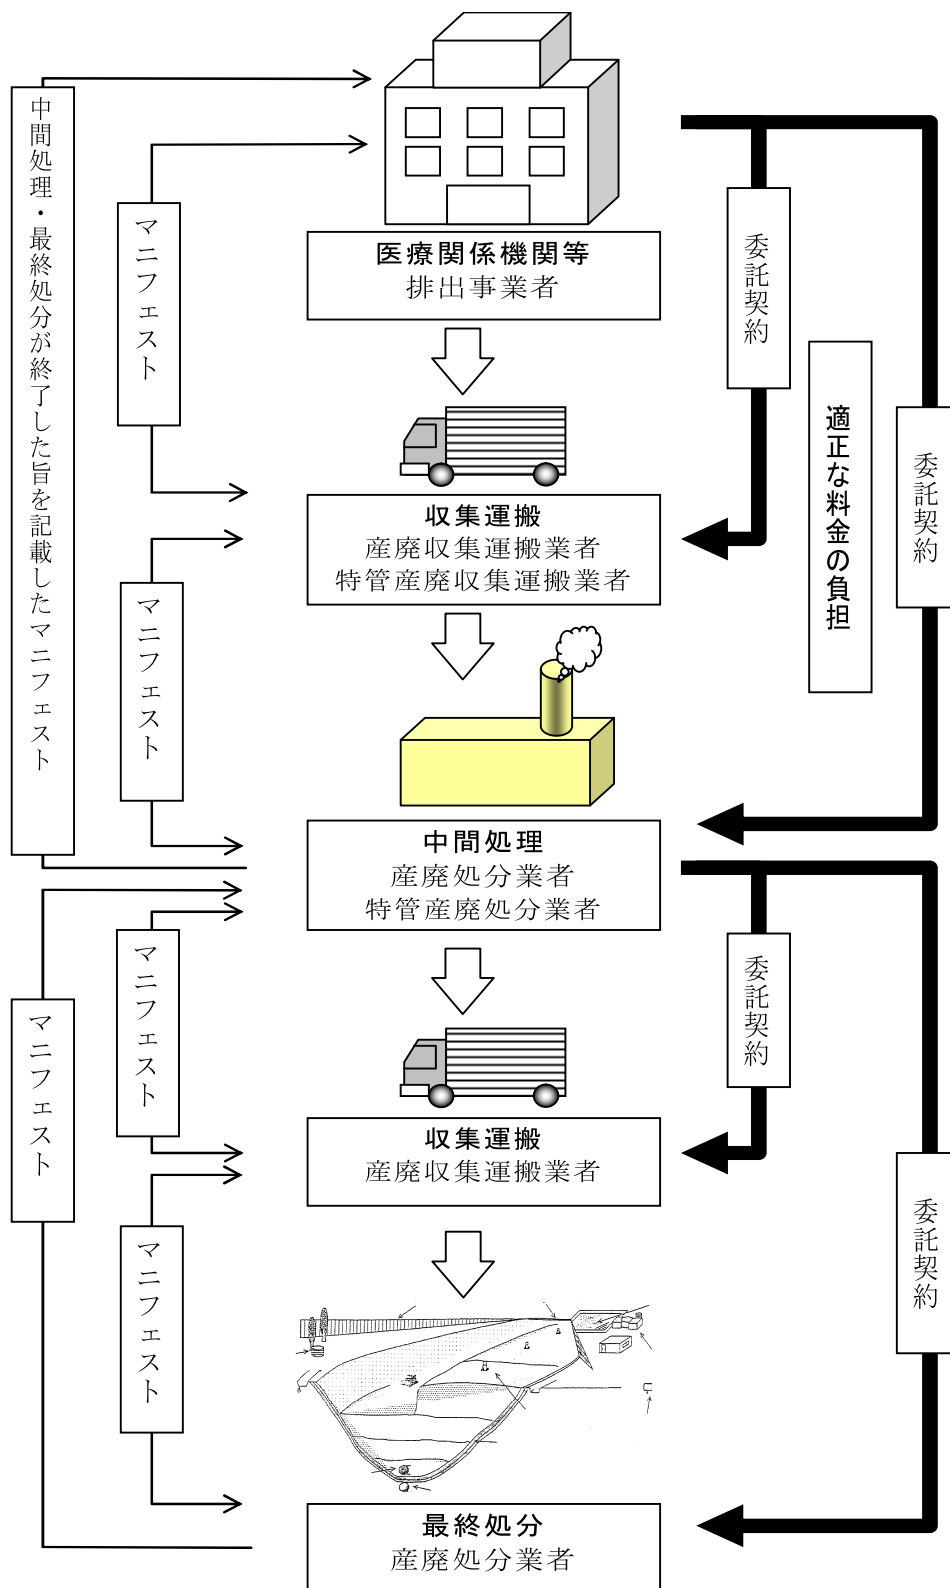 中間処理・最終処分が終了した旨を記載したマニフェスト
マニフェスト
医療関係機関等
排出事業者
委託契約
適正な料金の負担
委託契約
収集運搬
産廃収集運搬業者
特管産廃収集運搬業者
マニフェスト
中間処理
産廃処分業者
特管産廃処分業者
マニフェスト
マニフェスト
委託契約
収集運搬
産廃収集運搬業者
委託契約
マニフェスト
最終処分
産廃処分業者